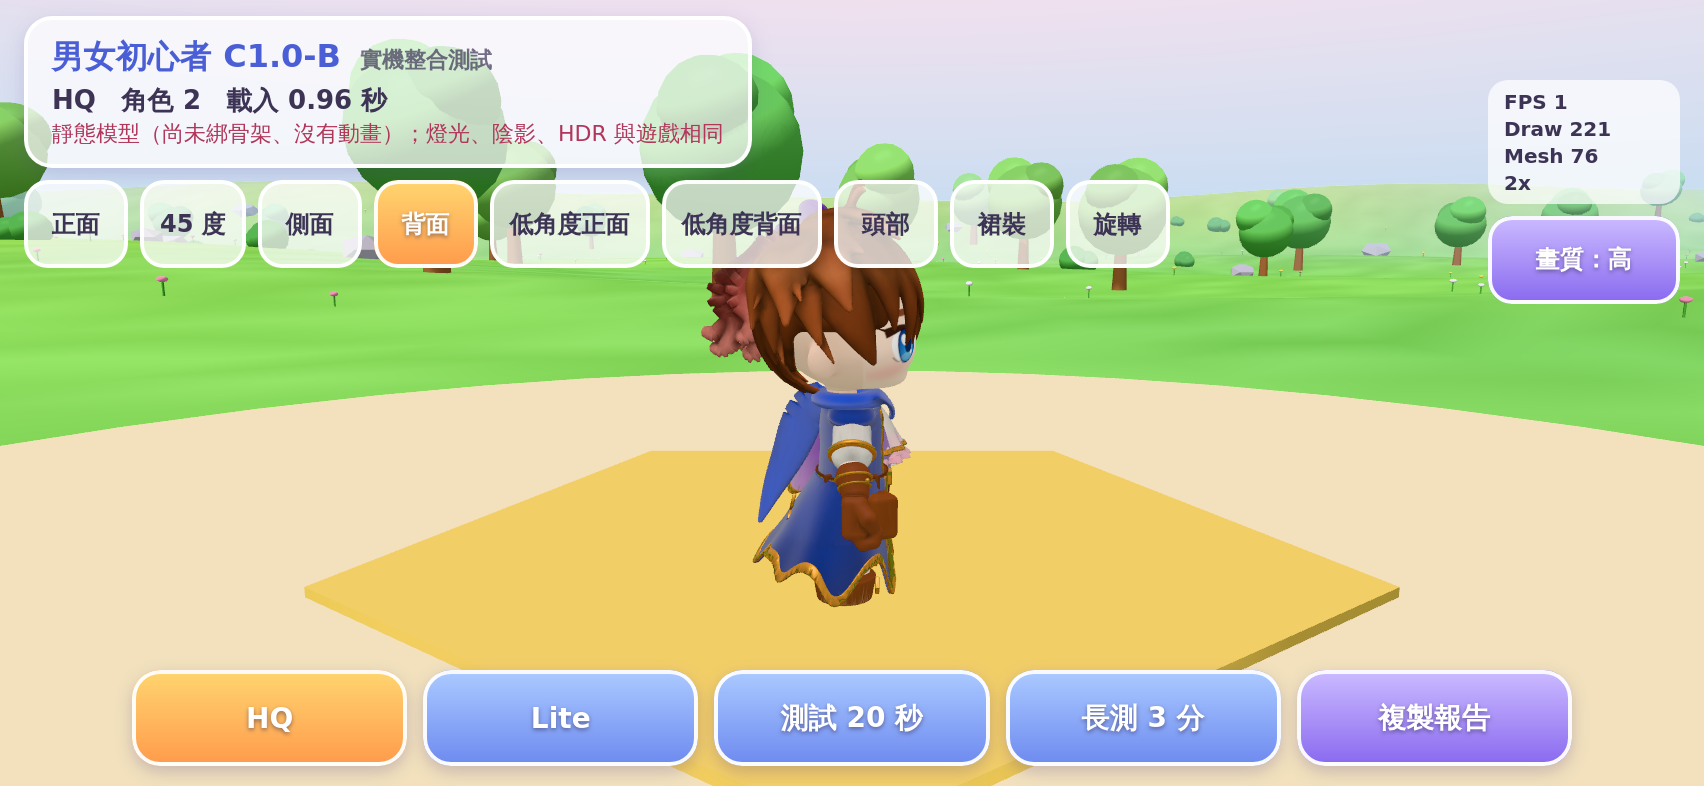 男女初心者 C1.0-B 實機整合測試
HQ 角色 2 載入 0.96 秒
靜態模型（尚未綁骨架、沒有動畫）；燈光、陰影、HDR 與遊戲相同
FPS 1
Draw 221
Mesh 76
2x
正面
45 度
側面
背面
低角度正面
低角度背面
頭部
裙裝
旋轉
畫質：高
HQ
Lite
測試 20 秒
長測 3 分
複製報告